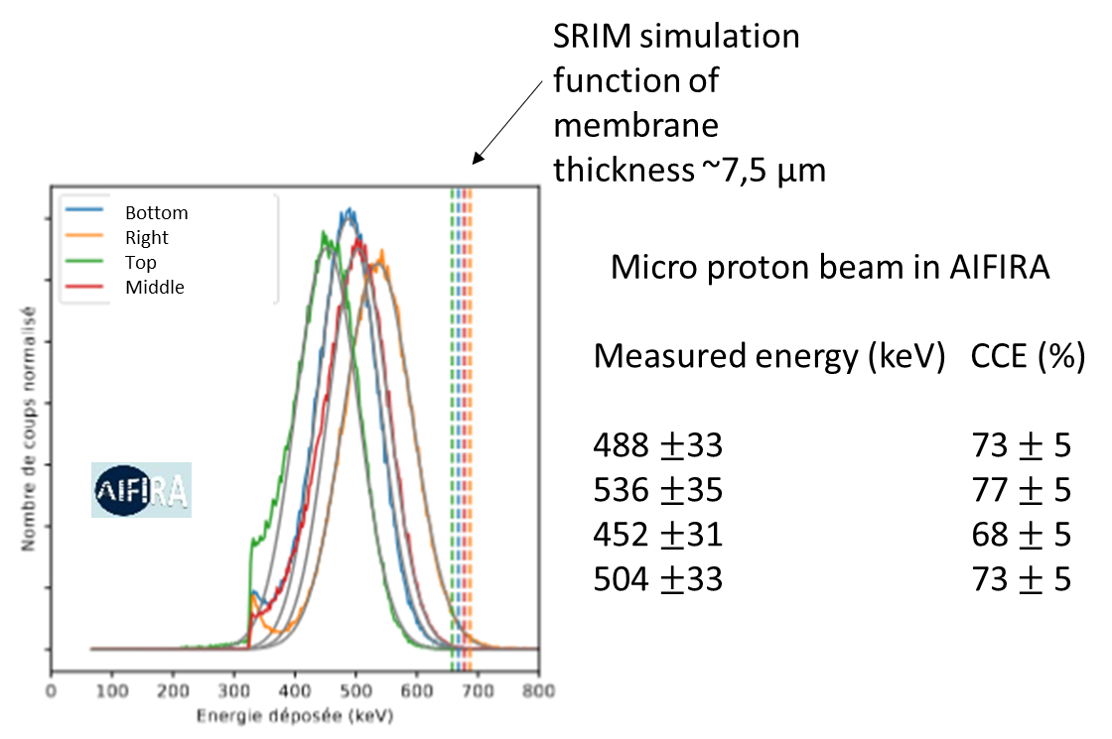 SRIM simulation
function of
membrane
thickness ~7,5 µm
Bottom
Right
Top
Middle
Nombre de coups normalisé
AIFIRA
0 100 200 300 400 500 600 700 800
Energie déposée (keV)
Micro proton beam in AIFIRA
Measured energy (keV) CCE (%)
488 ±33 73 ± 5
536 ±35 77 ± 5
452 ±31 68 ± 5
504 ±33 73 ± 5